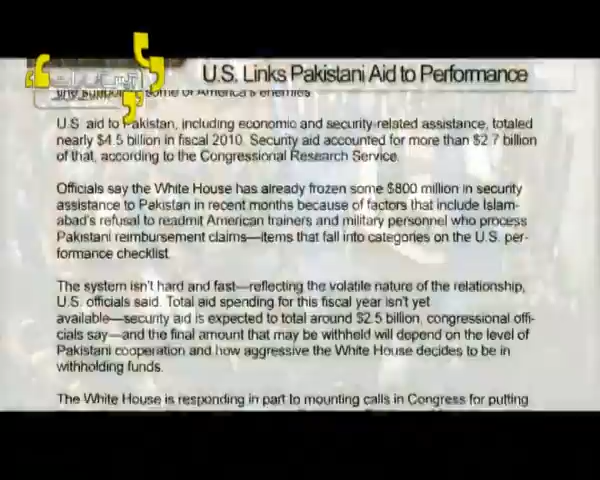 U.S. Links Pakistani Aid to Performance
some of America's enemies
U.S. aid to Pakistan, including economic and security-related assistance, totaled
nearly $4.5 billion in fiscal 2010. Security aid accounted for more than $2.7 billion
of that, according to the Congressional Research Service.
Officials say the White House has already frozen some $800 million in security
assistance to Pakistan in recent months because of factors that include Islam-
abad's refusal to readmit American trainers and military personnel who process
Pakistani reimbursement claims—items that fall into categories on the U.S. per-
formance checklist.
The system isn't hard and fast—reflecting the volatile nature of the relationship,
U.S. officials said. Total aid spending for this fiscal year isn't yet
available—security aid is expected to total around $2.5 billion, congressional offi-
cials say—and the final amount that may be withheld will depend on the level of
Pakistani cooperation and how aggressive the White House decides to be in
withholding funds.
The White House is responding in part to mounting calls in Congress for putting